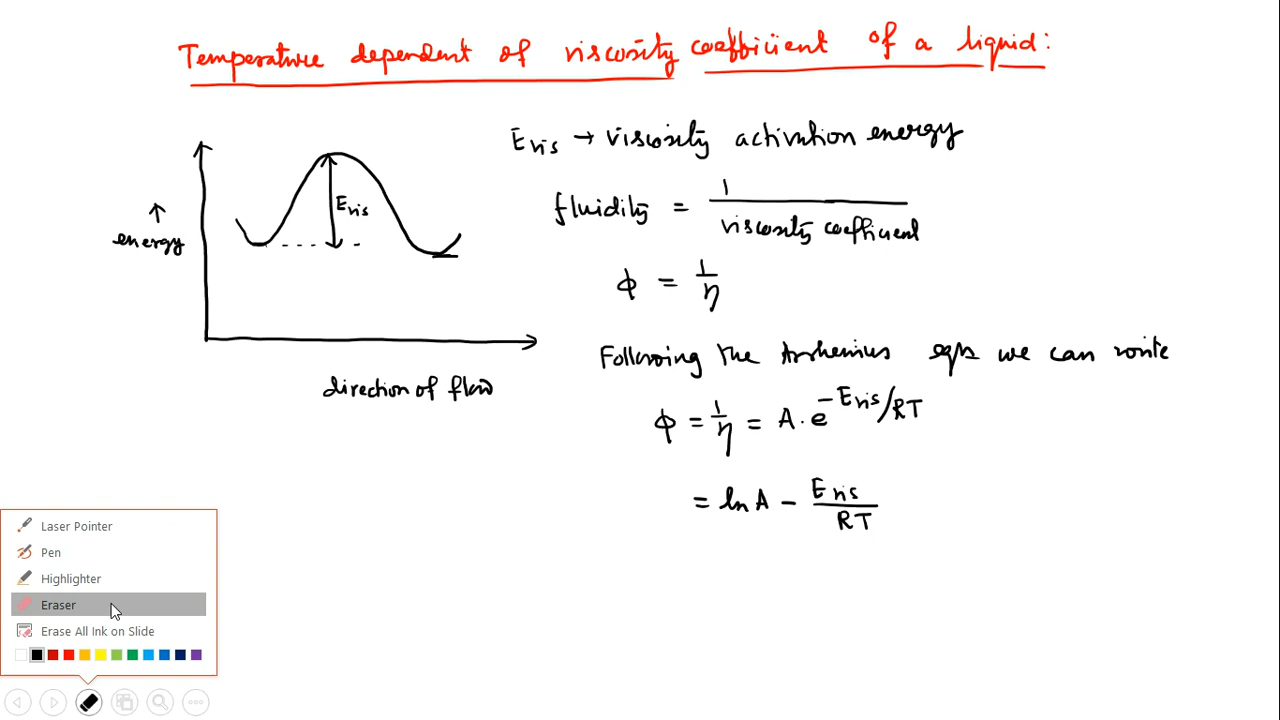 Temperature dependent of viscosity coefficient of a liquid:
↑
energy
Evis
direction of flow
Evis → viscosity activation energy
fluidity = 1 / viscosity coefficient
ϕ = 1/η
Following the Arrhenius eqn we can write
ϕ = 1/η = A·e^-Evis/RT
= ln A - Evis/RT
Laser Pointer
Pen
Highlighter
Eraser
Erase All Ink on Slide